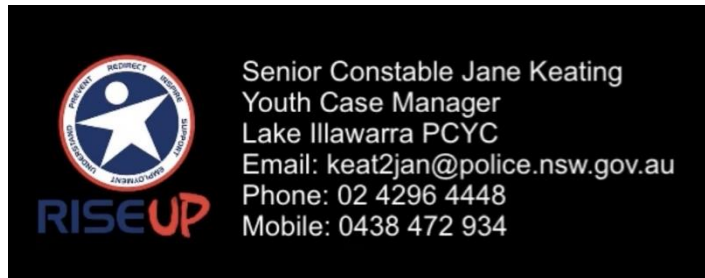 PREVENT REDIRECT INSPIRE SUPPORT EMPLOYMENT UNDERSTAND
RISEUP
Senior Constable Jane Keating
Youth Case Manager
Lake Illawarra PCYC
Email: keat2jan@police.nsw.gov.au
Phone: 02 4296 4448
Mobile: 0438 472 934